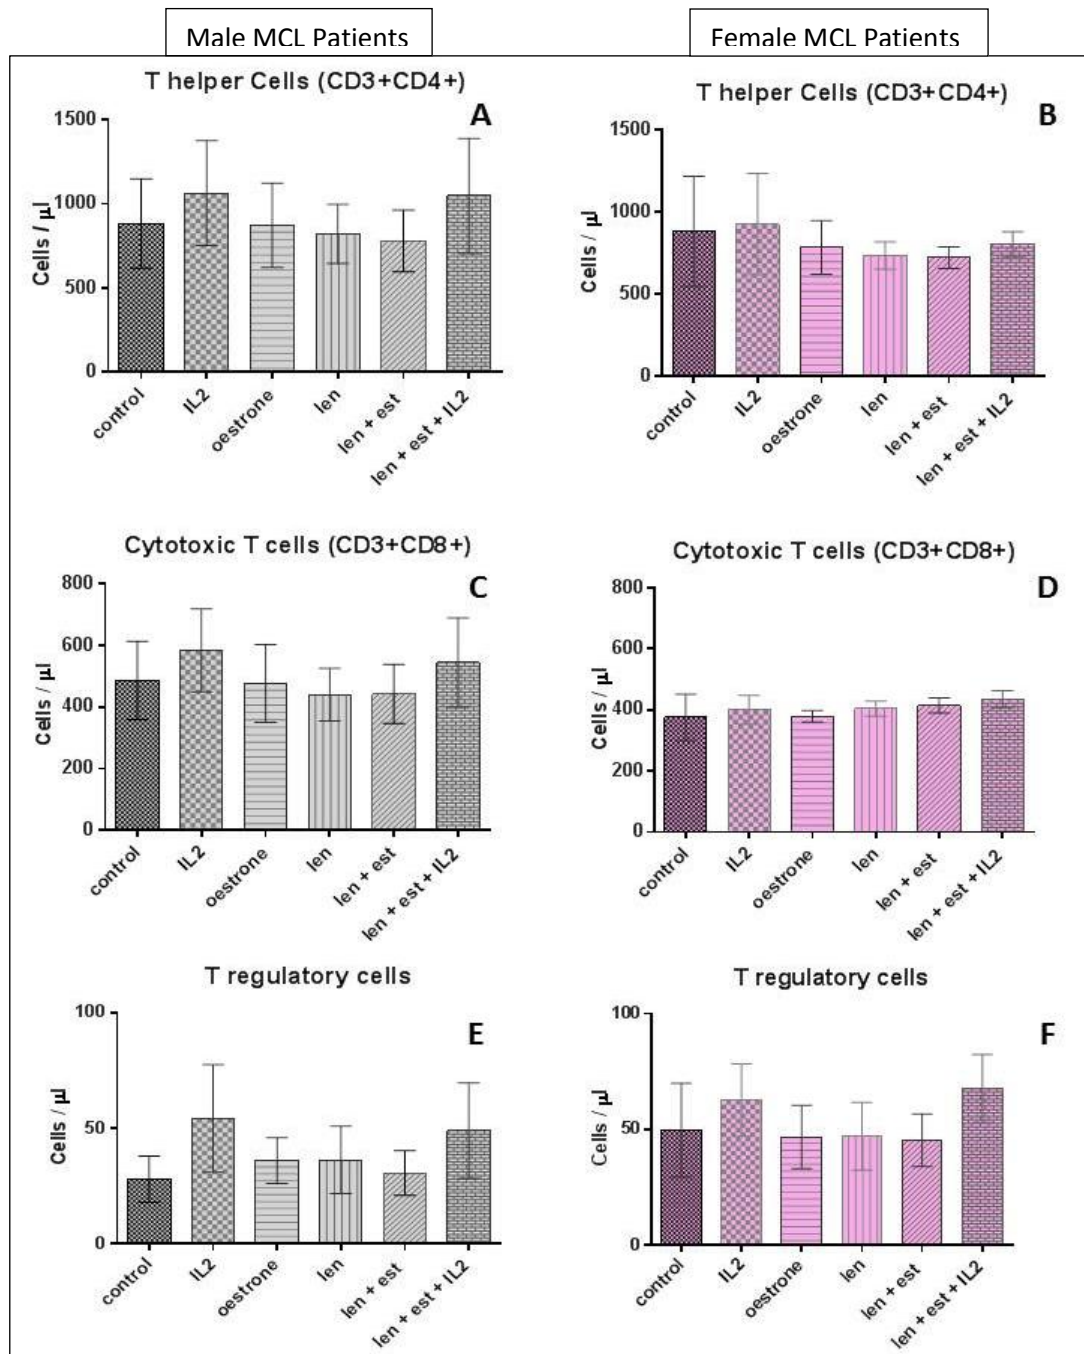 Male MCL Patients
Female MCL Patients
T helper Cells (CD3+CD4+)
A
Cells / µl
1500
1000
500
0
control
IL2
oestrone
len
len + est
len + est + IL2
T helper Cells (CD3+CD4+)
B
Cells / µl
1500
1000
500
0
control
IL2
oestrone
len
len + est
len + est + IL2
Cytotoxic T cells (CD3+CD8+)
C
Cells / µl
800
600
400
200
0
control
IL2
oestrone
len
len + est
len + est + IL2
Cytotoxic T cells (CD3+CD8+)
D
Cells / µl
800
600
400
200
0
control
IL2
oestrone
len
len + est
len + est + IL2
T regulatory cells
E
Cells / µl
100
50
0
control
IL2
oestrone
len
len + est
len + est + IL2
T regulatory cells
F
Cells / µl
100
50
0
control
IL2
oestrone
len
len + est
len + est + IL2